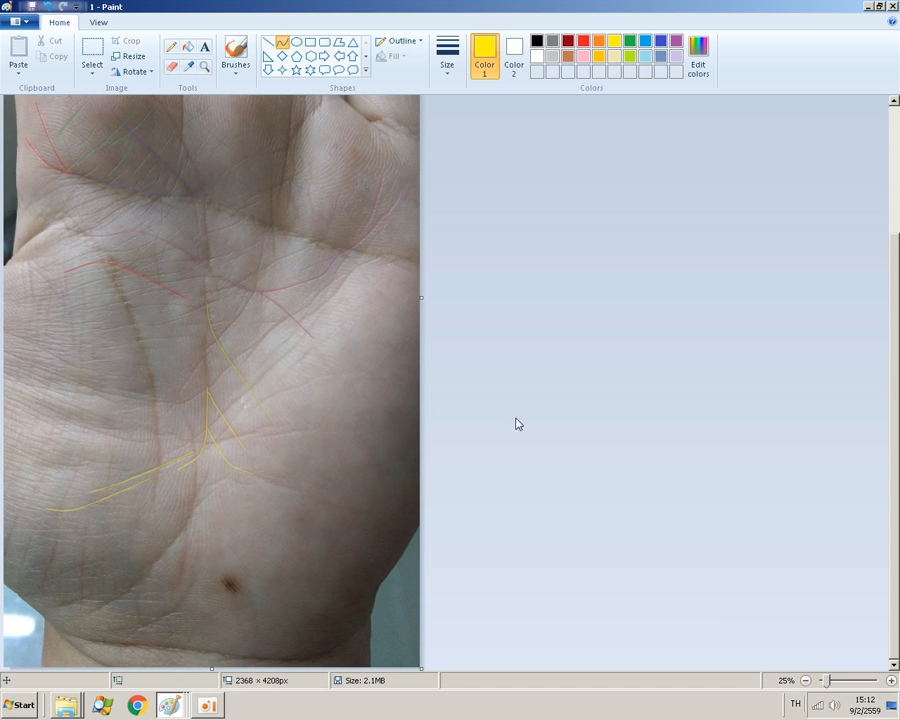 1 - Paint
Home
View
Paste
Cut
Copy
Clipboard
Select
Crop
Resize
Rotate
Image
A
Tools
Brushes
Shapes
Outline
Fill
Size
Color 1
Color 2
Edit colors
Colors
2368 × 4208px
Size: 2.1MB
25%
Start
TH
15:12
9/2/2559